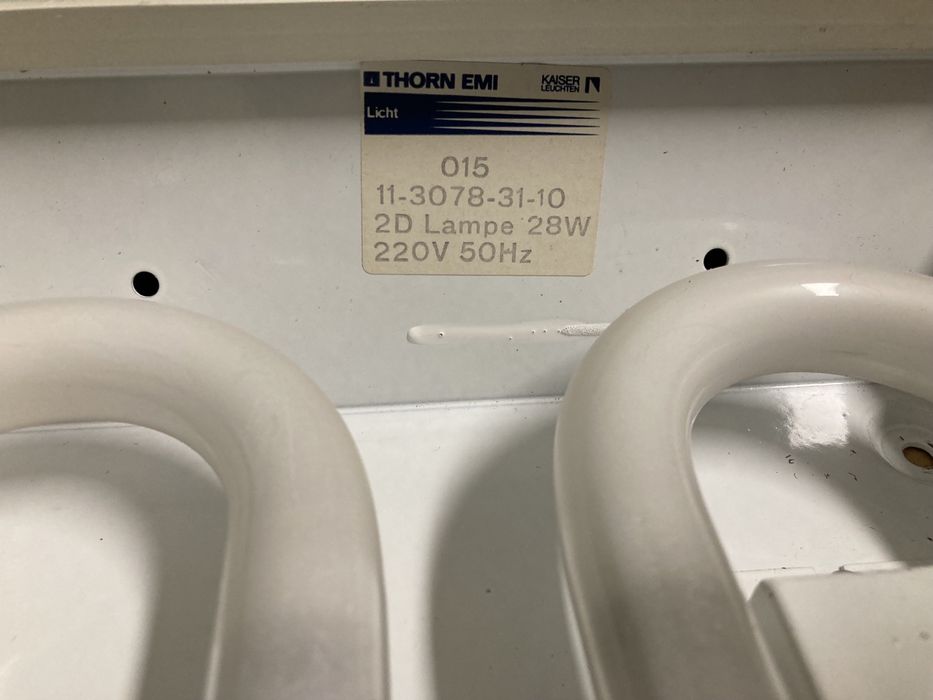 THORN EMI
KAISER
LEUCHTEN
Licht
015
11-3078-31-10
2D Lampe 28W
220V 50Hz